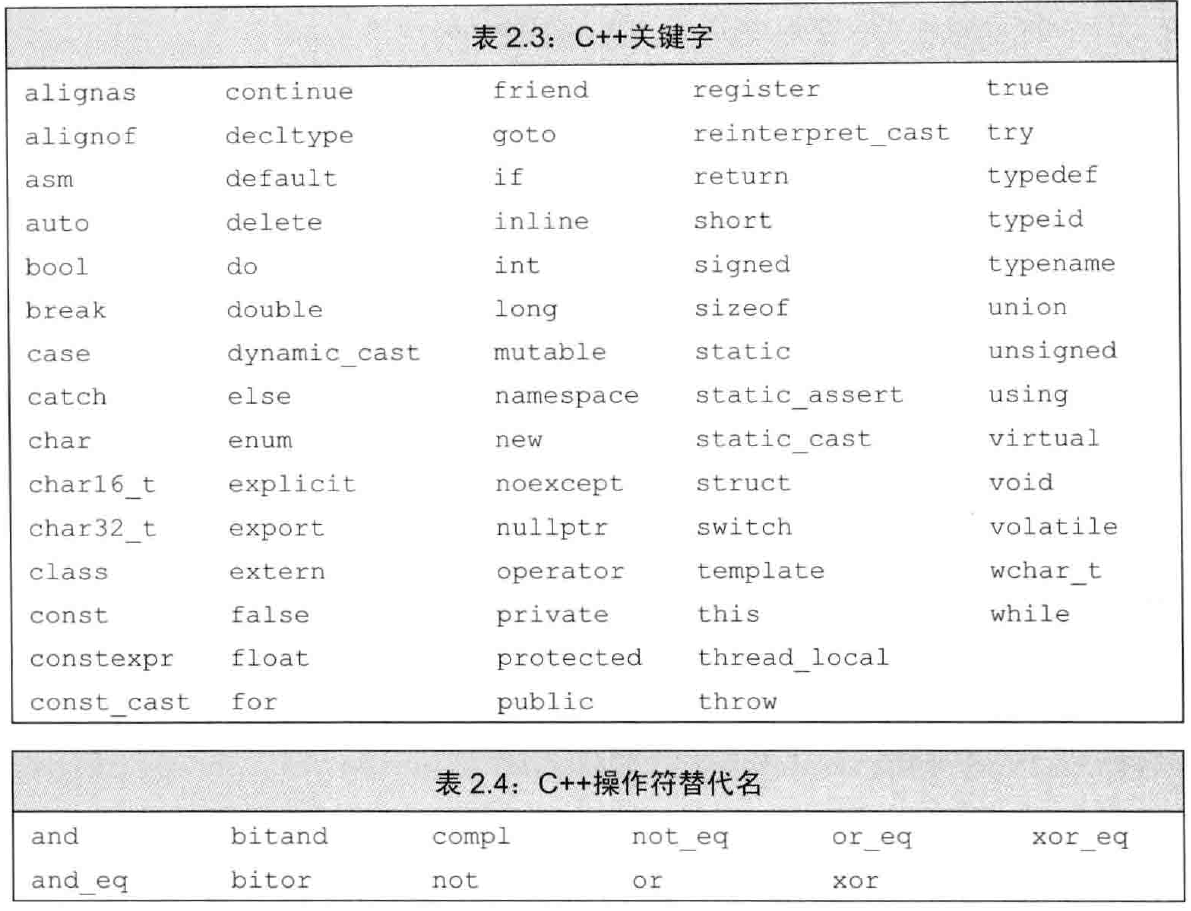 表 2.3：C++关键字
alignas continue friend register true
alignof decltype goto reinterpret_cast try
asm default if return typedef
auto delete inline short typeid
bool do int signed typename
break double long sizeof union
case dynamic_cast mutable static unsigned
catch else namespace static_assert using
char enum new static_cast virtual
char16_t explicit noexcept struct void
char32_t export nullptr switch volatile
class extern operator template wchar_t
const false private this while
constexpr float protected thread_local
const_cast for public throw
表 2.4：C++操作符替代名
and bitand compl not_eq or_eq xor_eq
and_eq bitor not or xor